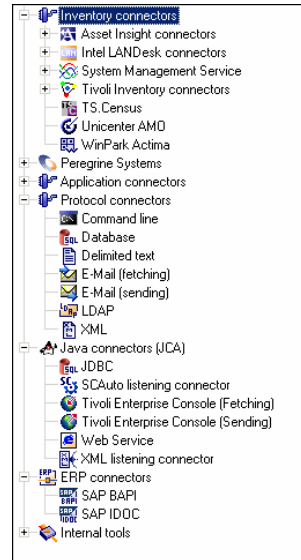 Inventory connectors
Asset Insight connectors
Intel LANDesk connectors
System Management Service
Tivoli Inventory connectors
TS.Census
Unicenter AMO
WinPark Actima
Peregrine Systems
Application connectors
Protocol connectors
Command line
Database
Delimited text
E-Mail (fetching)
E-Mail (sending)
LDAP
XML
Java connectors (JCA)
JDBC
SCAuto listening connector
Tivoli Enterprise Console (Fetching)
Tivoli Enterprise Console (Sending)
Web Service
XML listening connector
ERP connectors
SAP BAPI
SAP IDOC
Internal tools